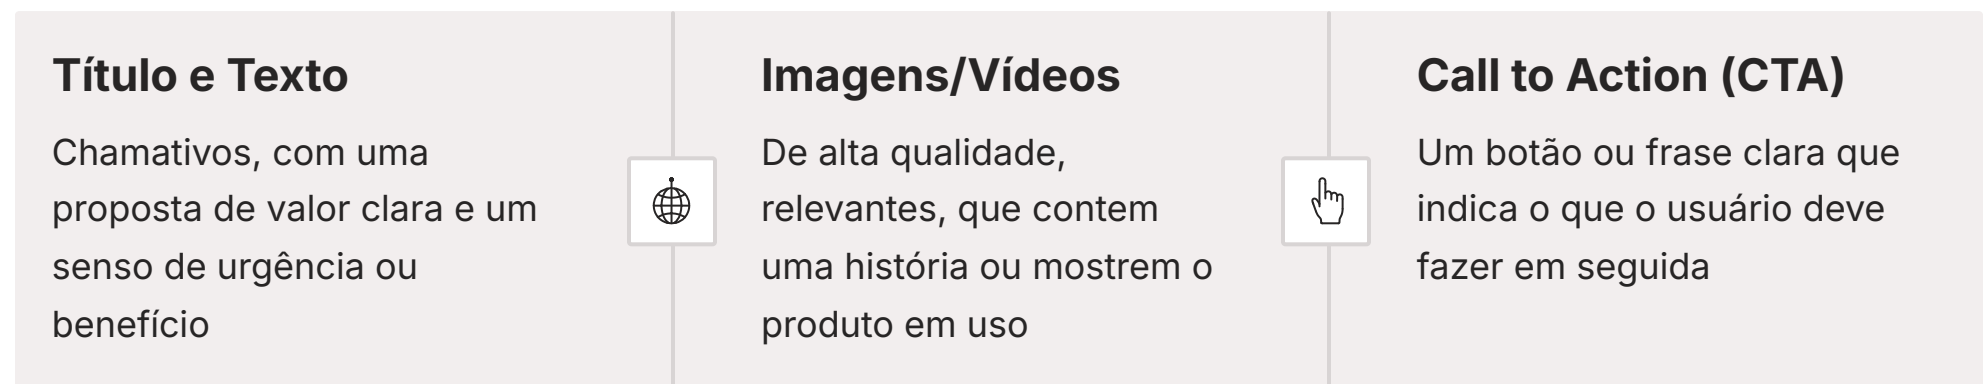 Título e Texto
Chamativos, com uma
proposta de valor clara e um
senso de urgência ou
benefício
Imagens/Vídeos
De alta qualidade,
relevantes, que contem
uma história ou mostrem o
produto em uso
Call to Action (CTA)
Um botão ou frase clara que
indica o que o usuário deve
fazer em seguida